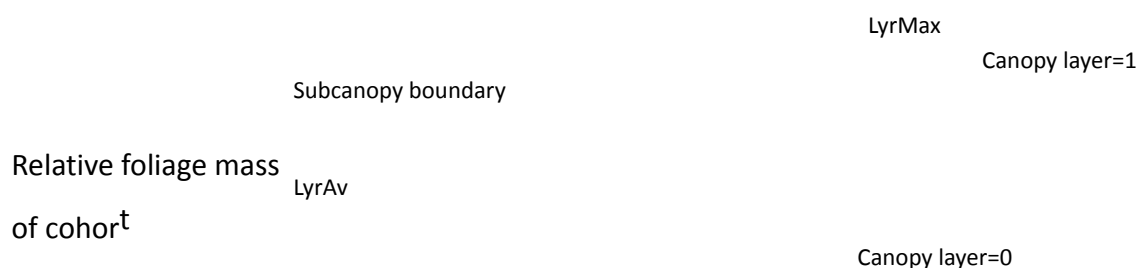 LyrMax
Canopy layer=1
Subcanopy boundary
Relative foliage mass
of cohort
LyrAv
Canopy layer=0